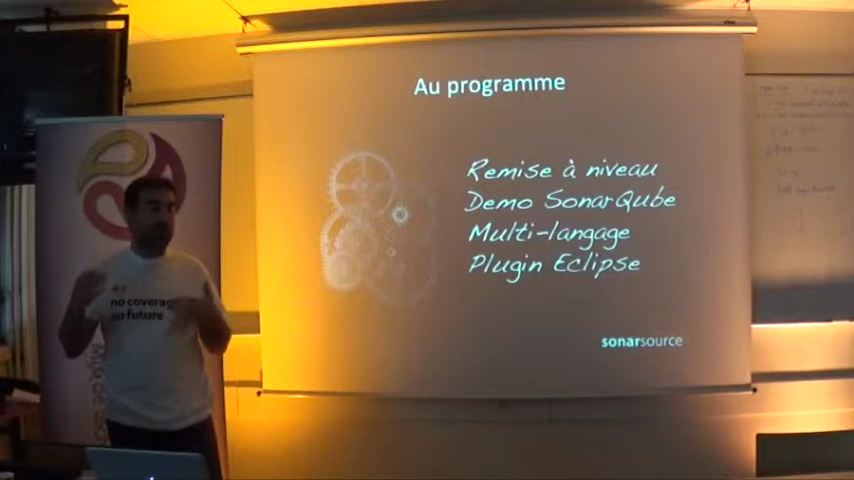 Au programme
Remise à niveau
Demo SonarQube
Multi-langage
Plugin Eclipse
sonarsource
no coverage
no future